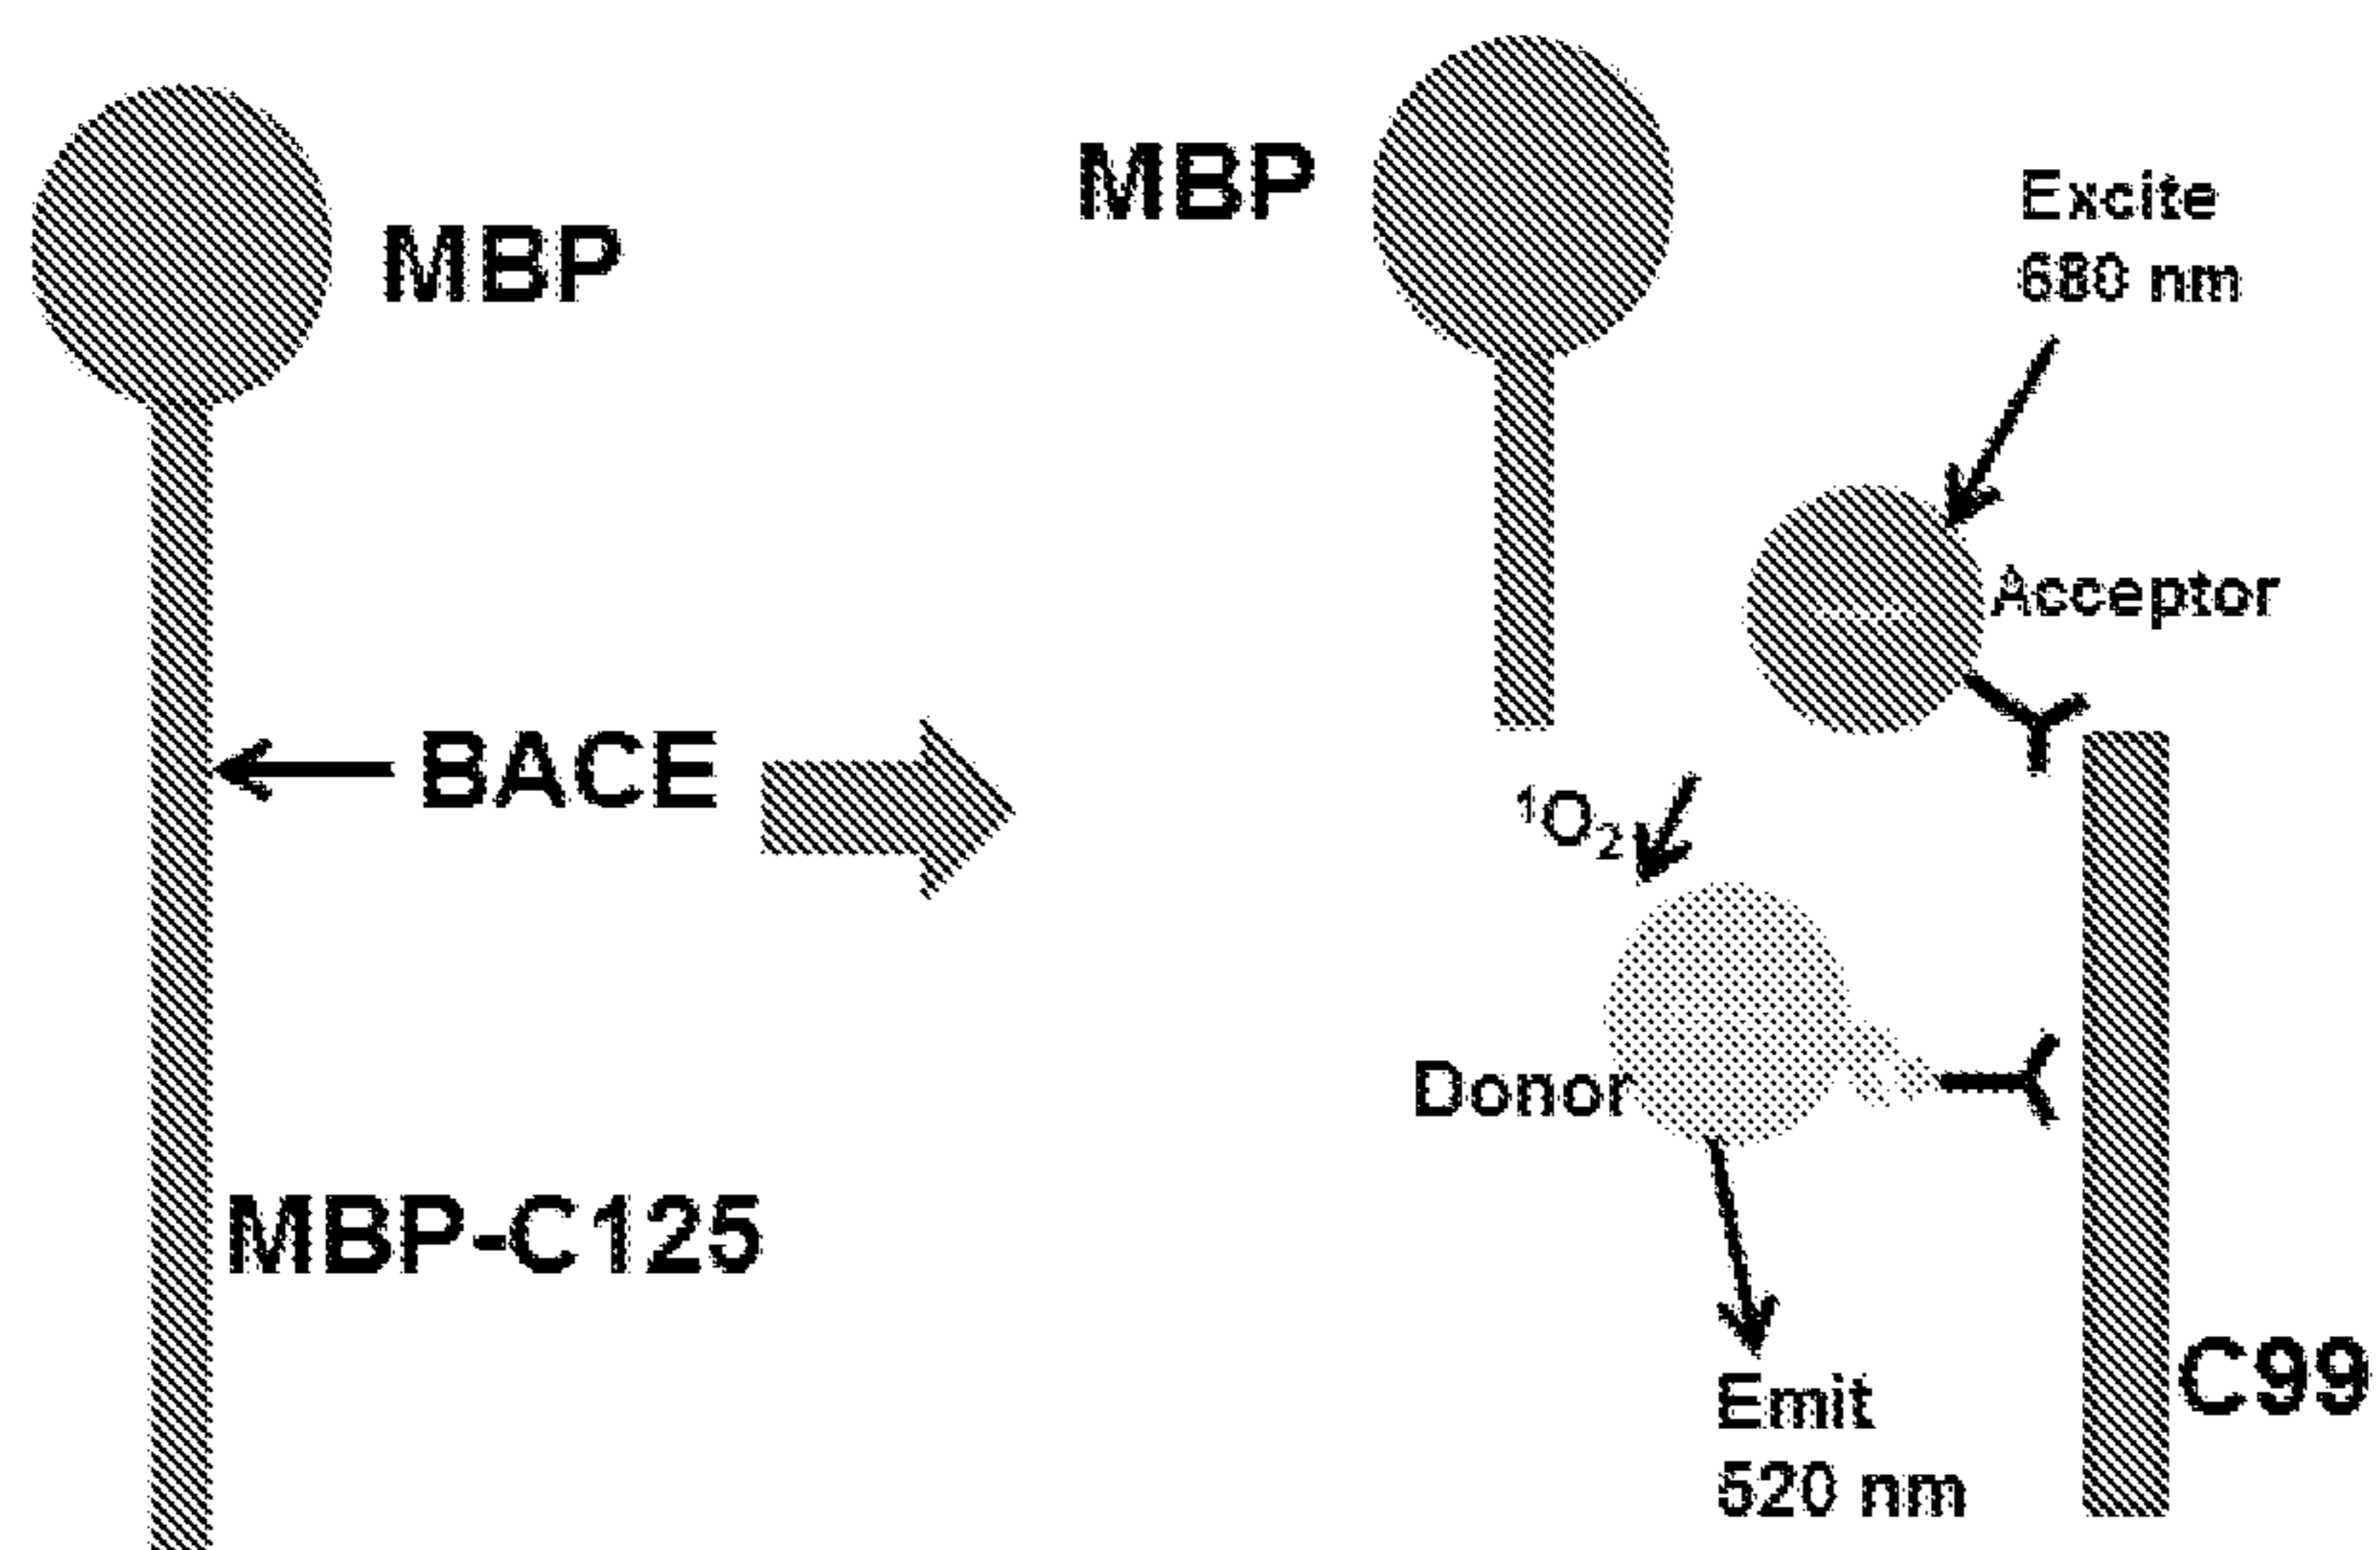 MBP
MBP
Excite
680 nm
Acceptor
BACE
¹O₂
Donor
MBP-C125
C99
Emit
520 nm